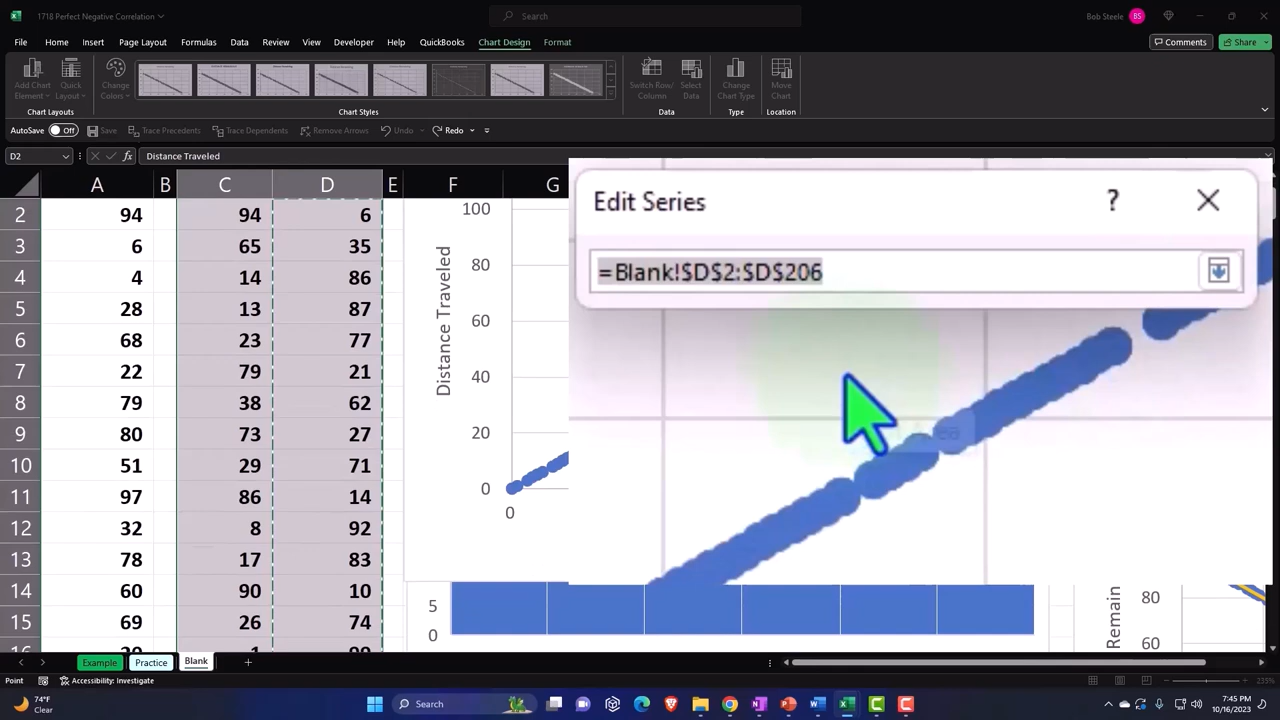 1718 Perfect Negative Correlation
Search
Bob Steele
BS
File Home Insert Page Layout Formulas Data Review View Developer Help QuickBooks Chart Design Format
Comments Share
Add Chart Element
Quick Layout
Change Colors
Switch Row/ Column
Select Data
Change Chart Type
Move Chart
Chart Layouts Chart Styles Data Type Location
AutoSave Off Save Trace Precedents Trace Dependents Remove Arrows Undo Redo
D2 fx Distance Traveled
A B C D E F G
2 94 94 6
3 6 65 35
4 4 14 86
5 28 13 87
6 68 23 77
7 22 79 21
8 79 38 62
9 80 73 27
10 51 29 71
11 97 86 14
12 32 8 92
13 78 17 83
14 60 90 10
15 69 26 74
100
80
60
40
20
0
0
Distance Traveled
Edit Series ?
=Blank!$D$2:$D$206
5
0
Remain
80
60
Example Practice Blank
Point Accessibility: Investigate 235%
74°F
Clear
Search
7:45 PM
10/16/2023